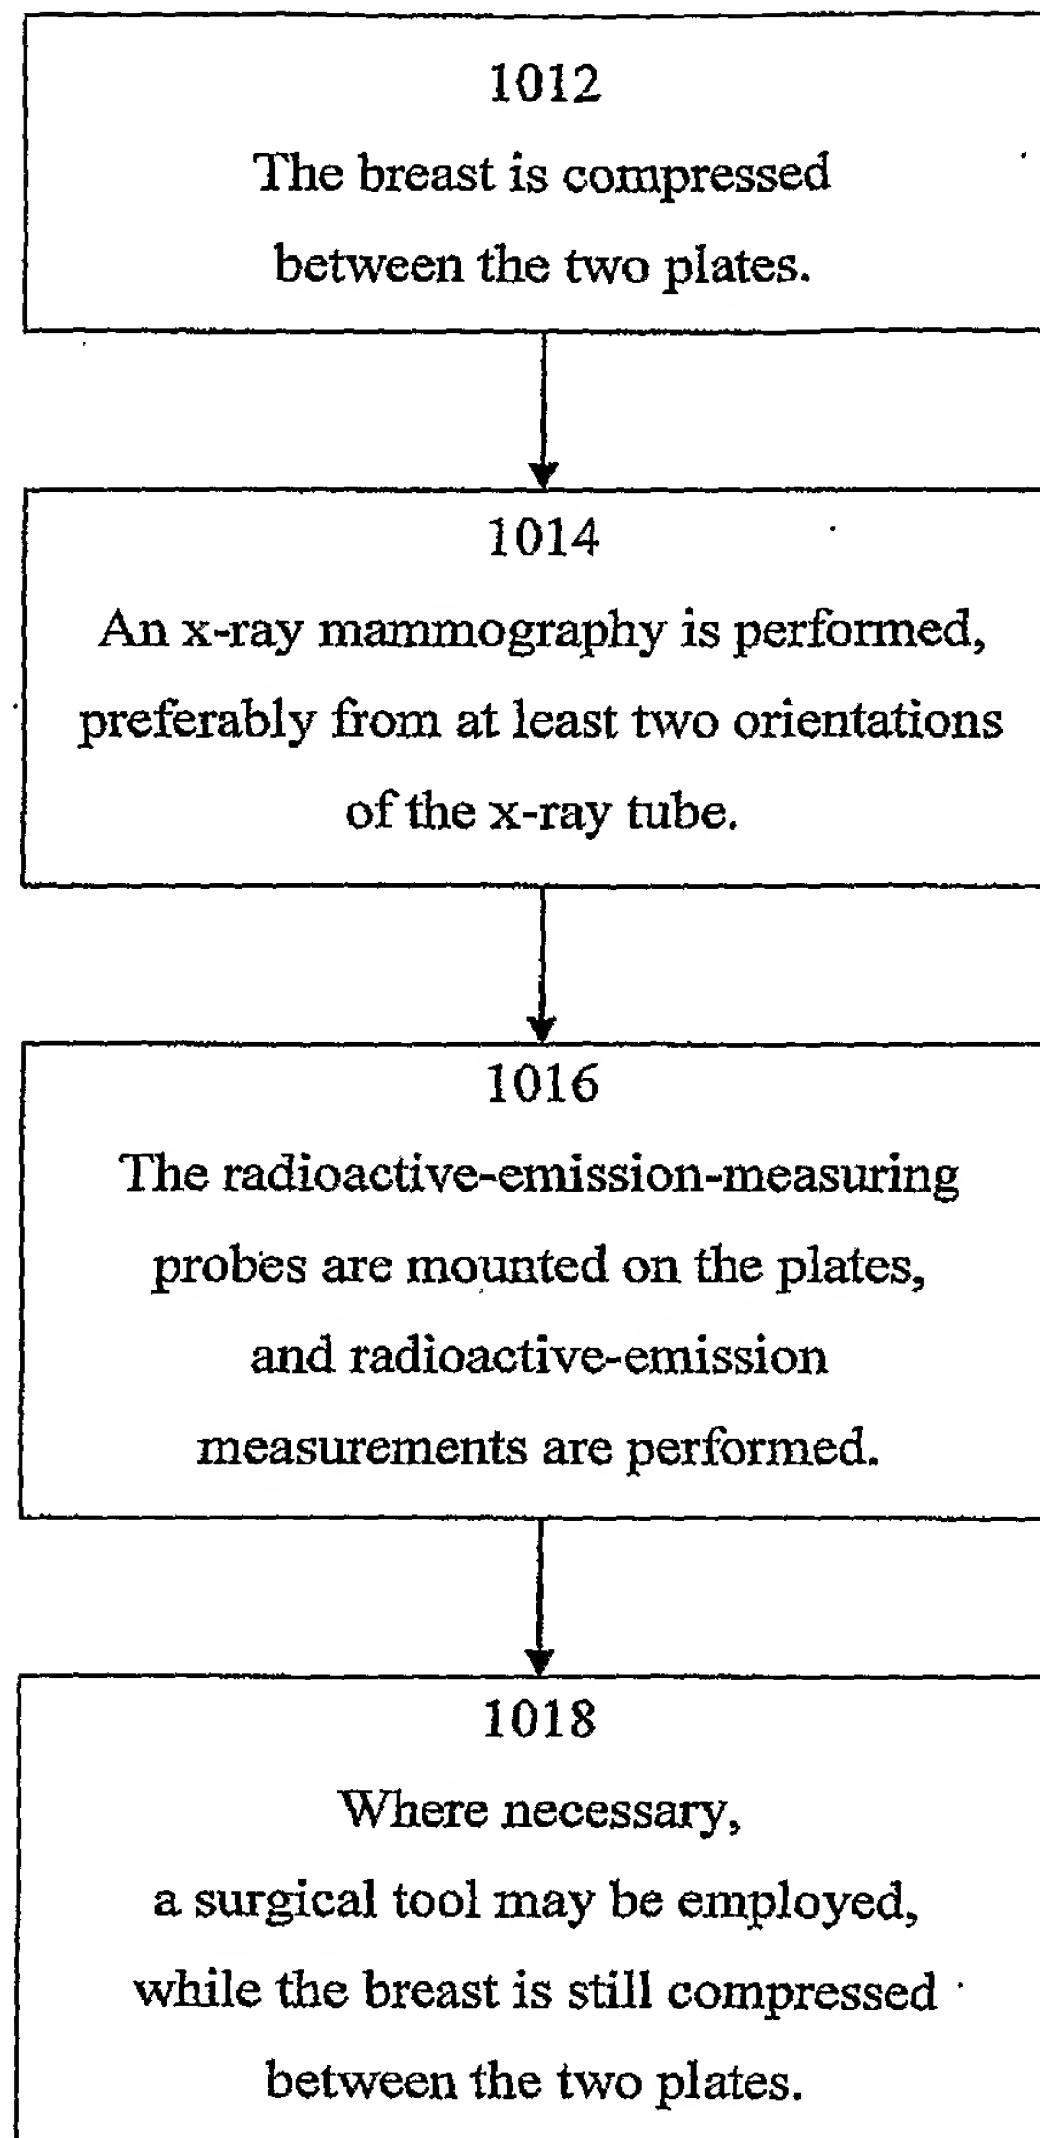 1012
The breast is compressed
between the two plates.
1014
An x-ray mammography is performed,
preferably from at least two orientations
of the x-ray tube.
1016
The radioactive-emission-measuring
probes are mounted on the plates,
and radioactive-emission
measurements are performed.
1018
Where necessary,
a surgical tool may be employed,
while the breast is still compressed
between the two plates.